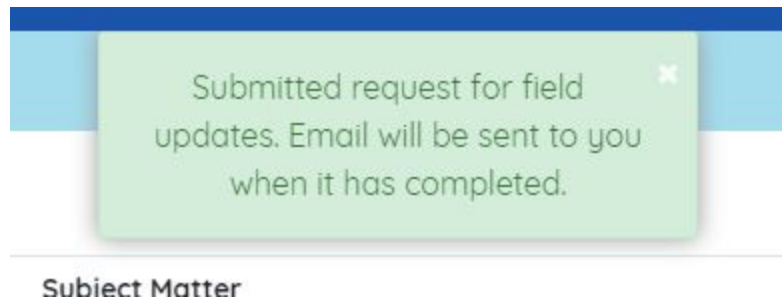 Submitted request for field
updates. Email will be sent to you
when it has completed.
Subject Matter